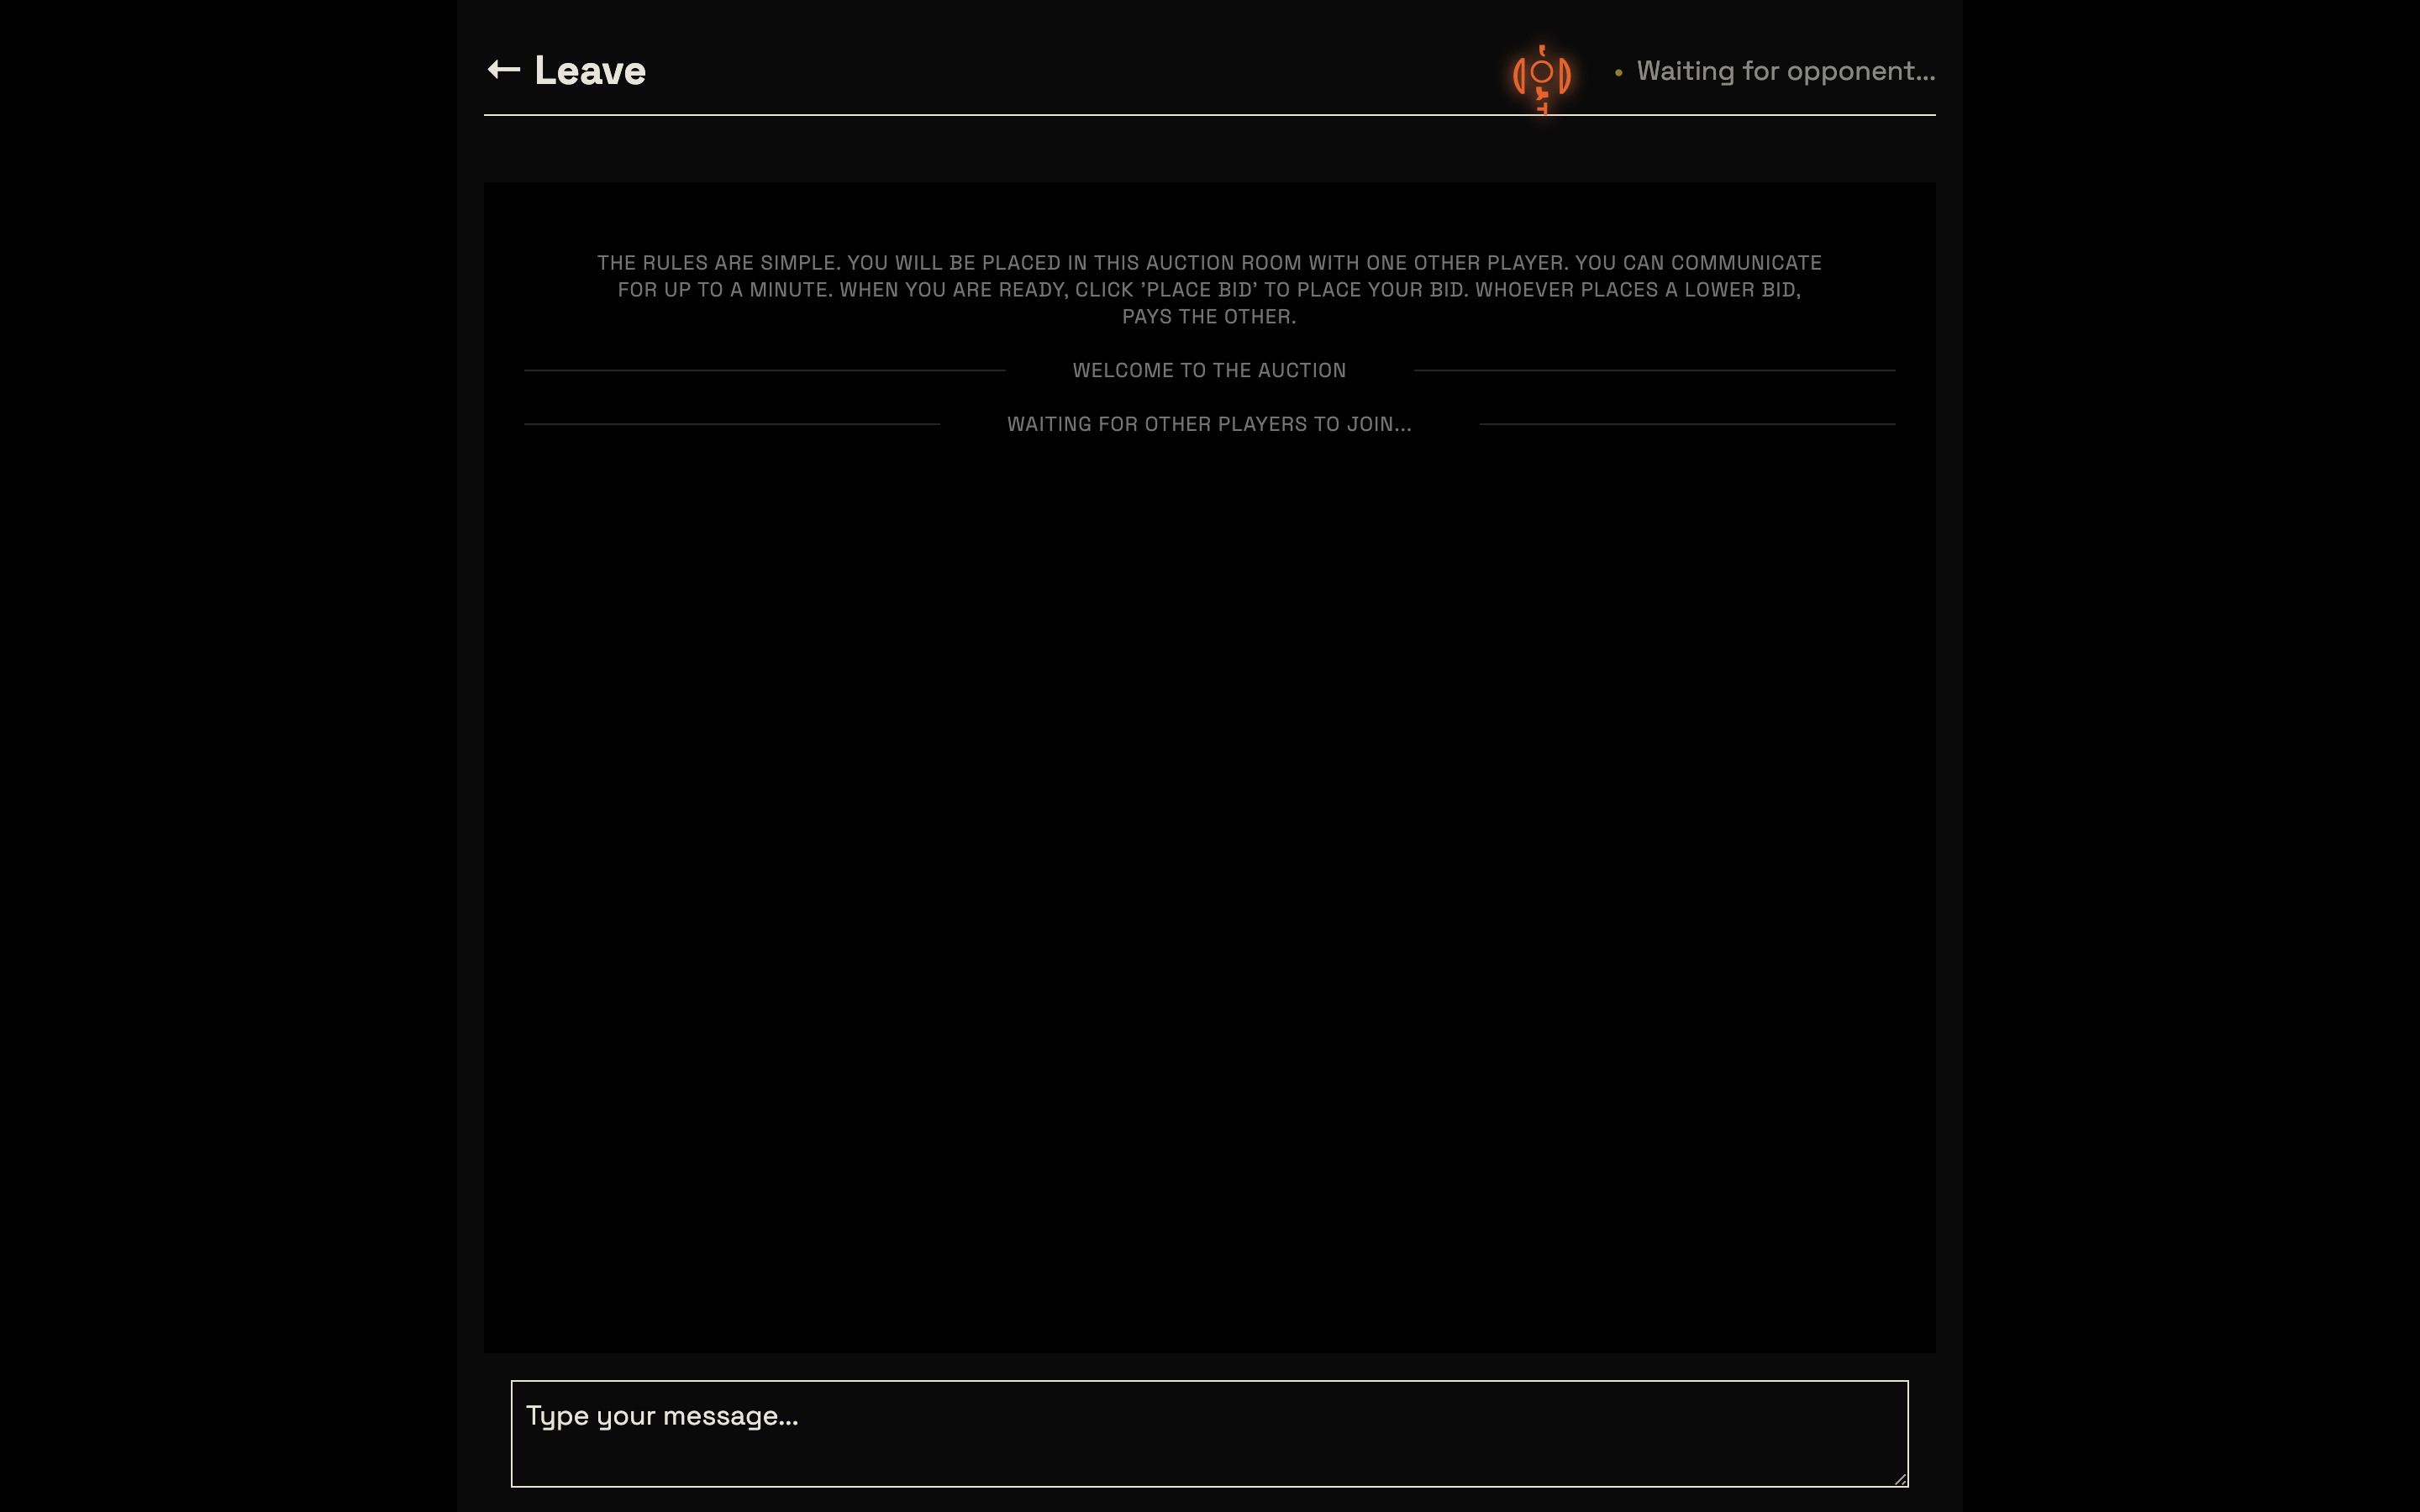 ← Leave
• Waiting for opponent...
THE RULES ARE SIMPLE. YOU WILL BE PLACED IN THIS AUCTION ROOM WITH ONE OTHER PLAYER. YOU CAN COMMUNICATE
FOR UP TO A MINUTE. WHEN YOU ARE READY, CLICK 'PLACE BID' TO PLACE YOUR BID. WHOEVER PLACES A LOWER BID,
PAYS THE OTHER.
WELCOME TO THE AUCTION
WAITING FOR OTHER PLAYERS TO JOIN...
Type your message...